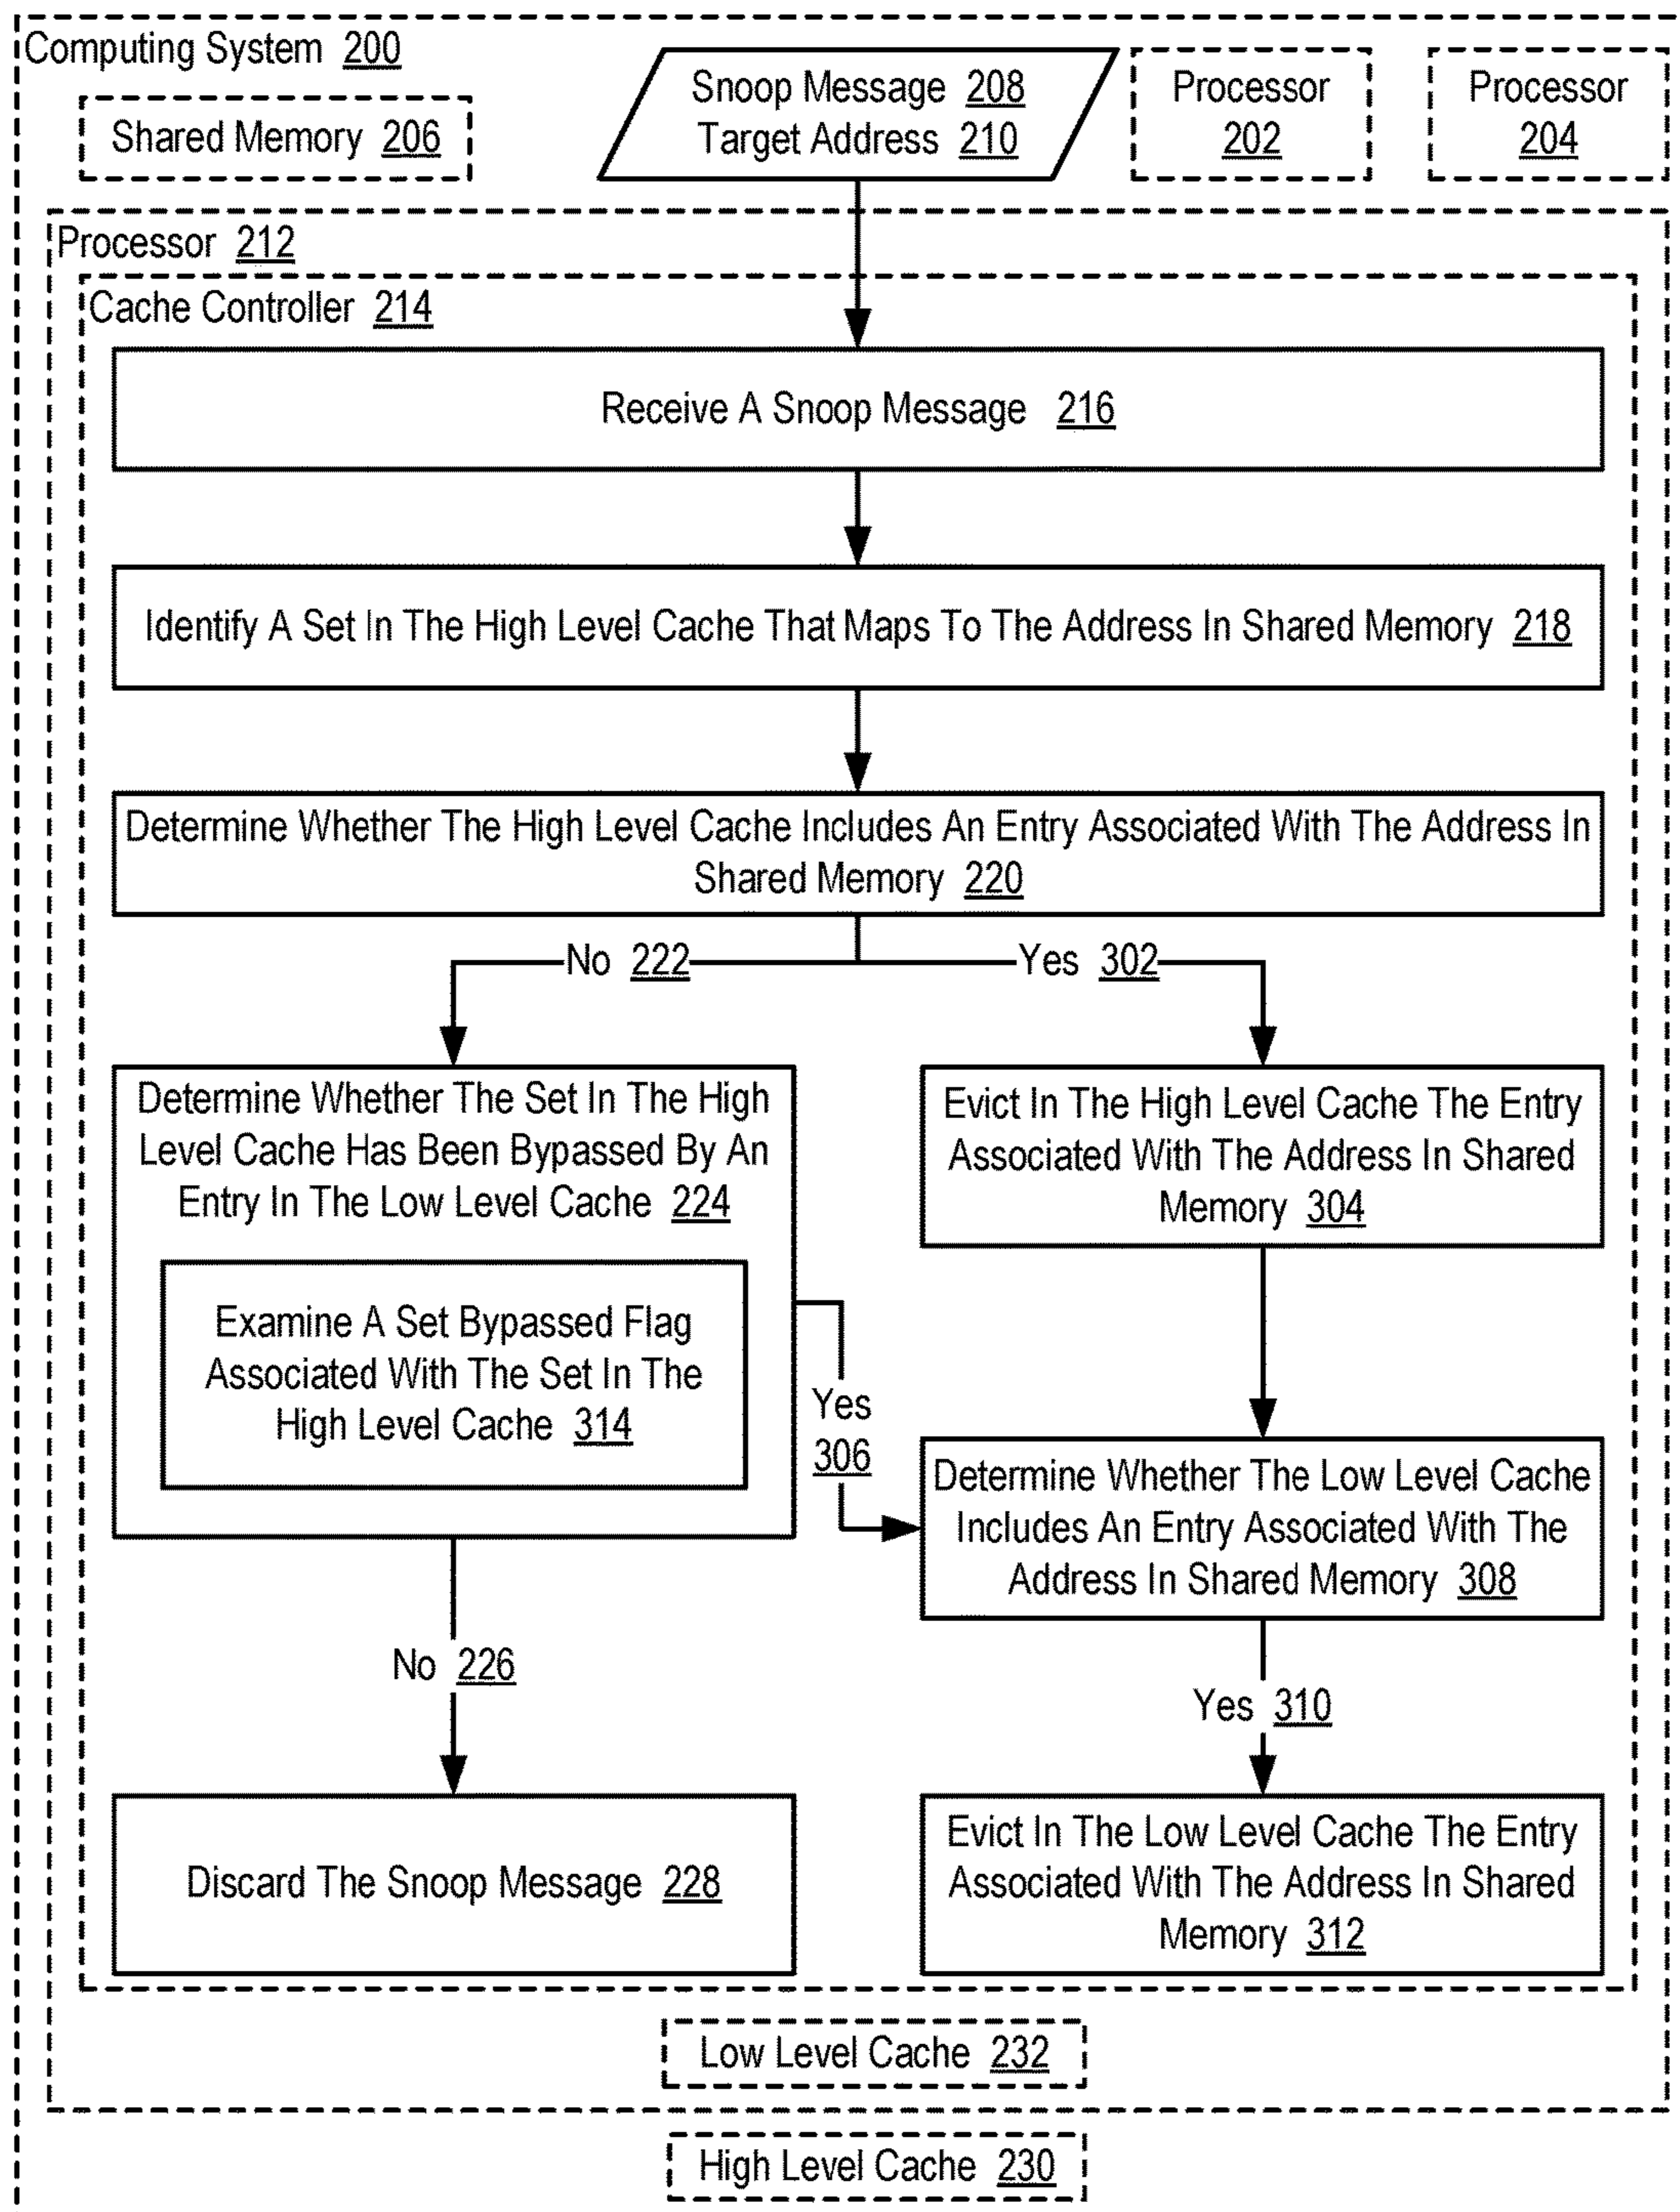 Computing System 200
Shared Memory 206
Snoop Message 208
Target Address 210
Processor
202
Processor
204
Processor 212
Cache Controller 214
Receive A Snoop Message 216
Identify A Set In The High Level Cache That Maps To The Address In Shared Memory 218
Determine Whether The High Level Cache Includes An Entry Associated With The Address In
Shared Memory 220
No 222
Yes 302
Determine Whether The Set In The High
Level Cache Has Been Bypassed By An
Entry In The Low Level Cache 224
Examine A Set Bypassed Flag
Associated With The Set In The
High Level Cache 314
Evict In The High Level Cache The Entry
Associated With The Address In Shared
Memory 304
Yes
306
Determine Whether The Low Level Cache
Includes An Entry Associated With The
Address In Shared Memory 308
No 226
Yes 310
Discard The Snoop Message 228
Evict In The Low Level Cache The Entry
Associated With The Address In Shared
Memory 312
Low Level Cache 232
High Level Cache 230